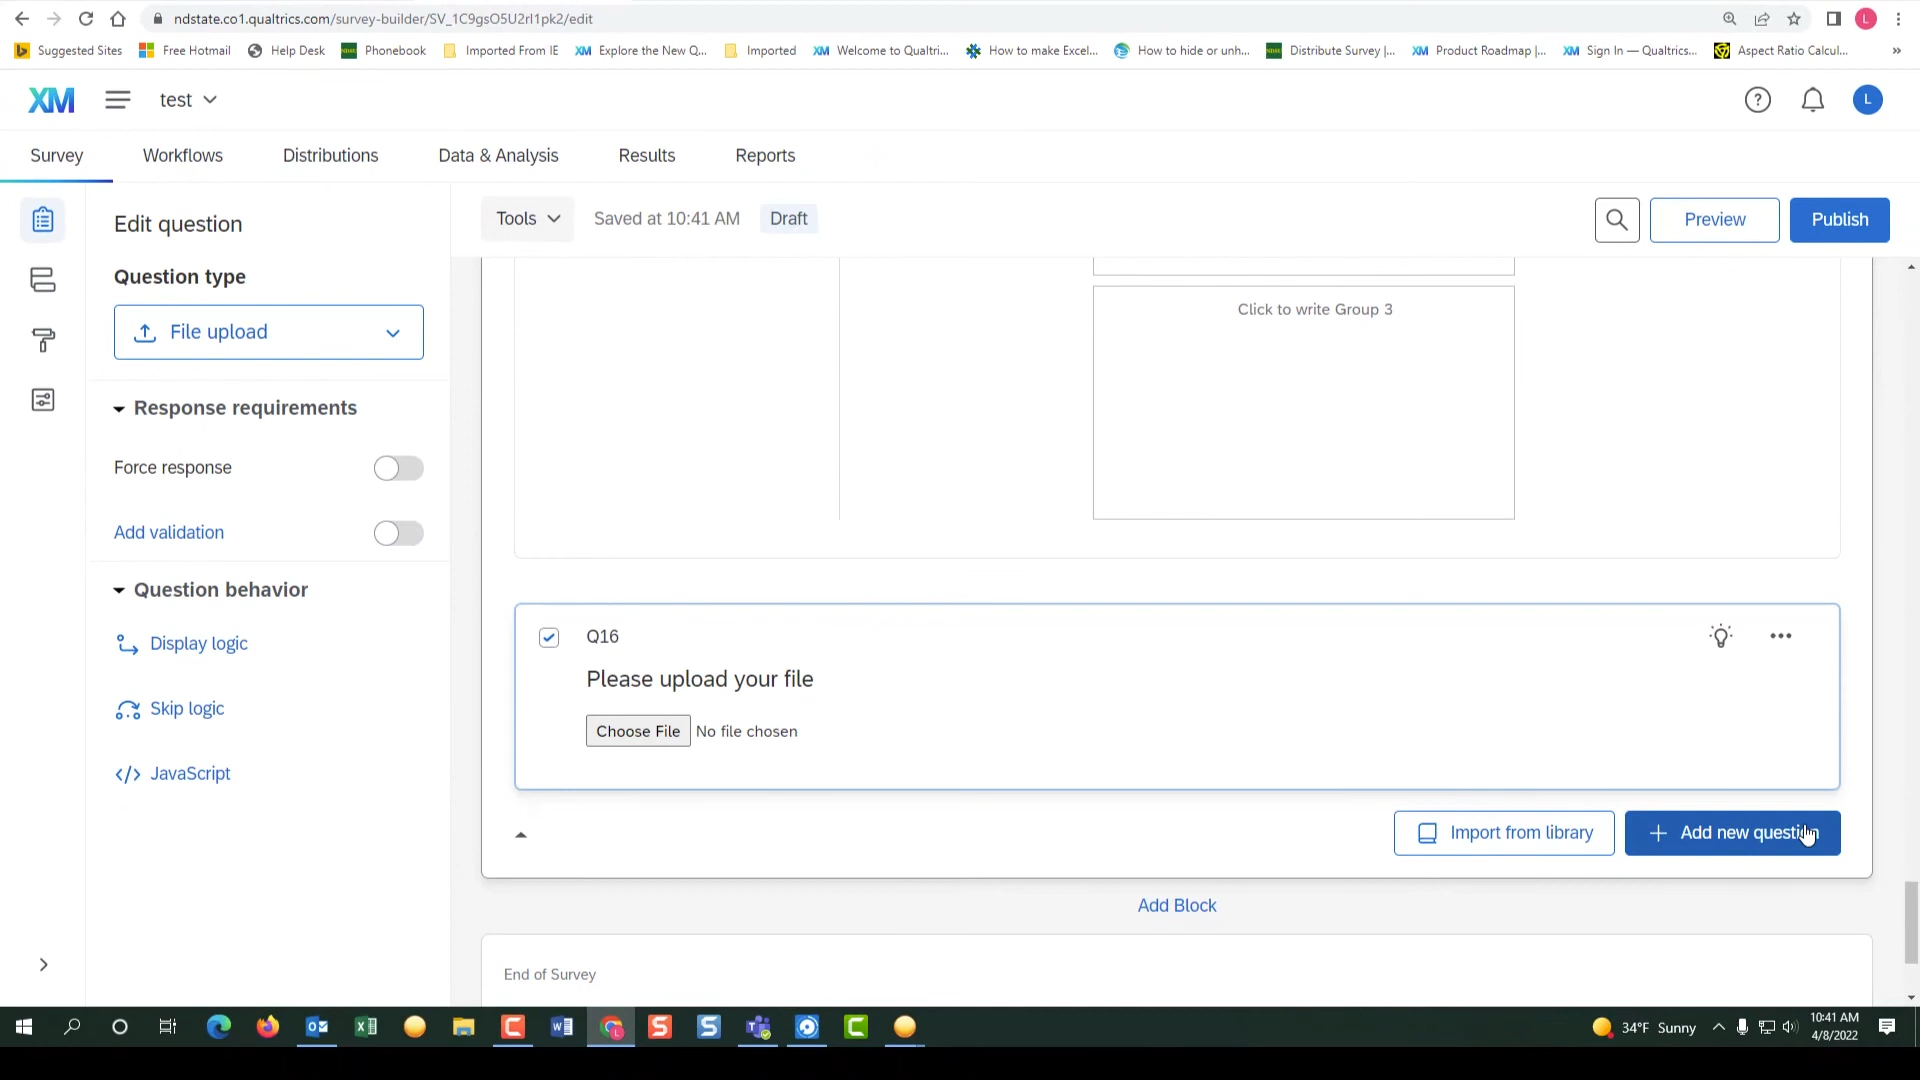 ndstate.co1.qualtrics.com/survey-builder/SV_1C9gsO5U2rI1pk2/edit
L
Suggested Sites
Free Hotmail
Help Desk
Phonebook
Imported From IE
XM Explore the New Q...
Imported
XM Welcome to Qualtri...
How to make Excel...
How to hide or unh...
Distribute Survey |...
XM Product Roadmap |...
XM Sign In — Qualtrics...
Aspect Ratio Calcul...
»
XM
test
L
Survey
Workflows
Distributions
Data & Analysis
Results
Reports
Edit question
Tools
Saved at 10:41 AM
Draft
Preview
Publish
Question type
File upload
Click to write Group 3
Response requirements
Force response
Add validation
Question behavior
Display logic
Skip logic
</> JavaScript
Q16
Please upload your file
Choose File No file chosen
Import from library
+ Add new question
Add Block
End of Survey
34°F Sunny
10:41 AM
4/8/2022